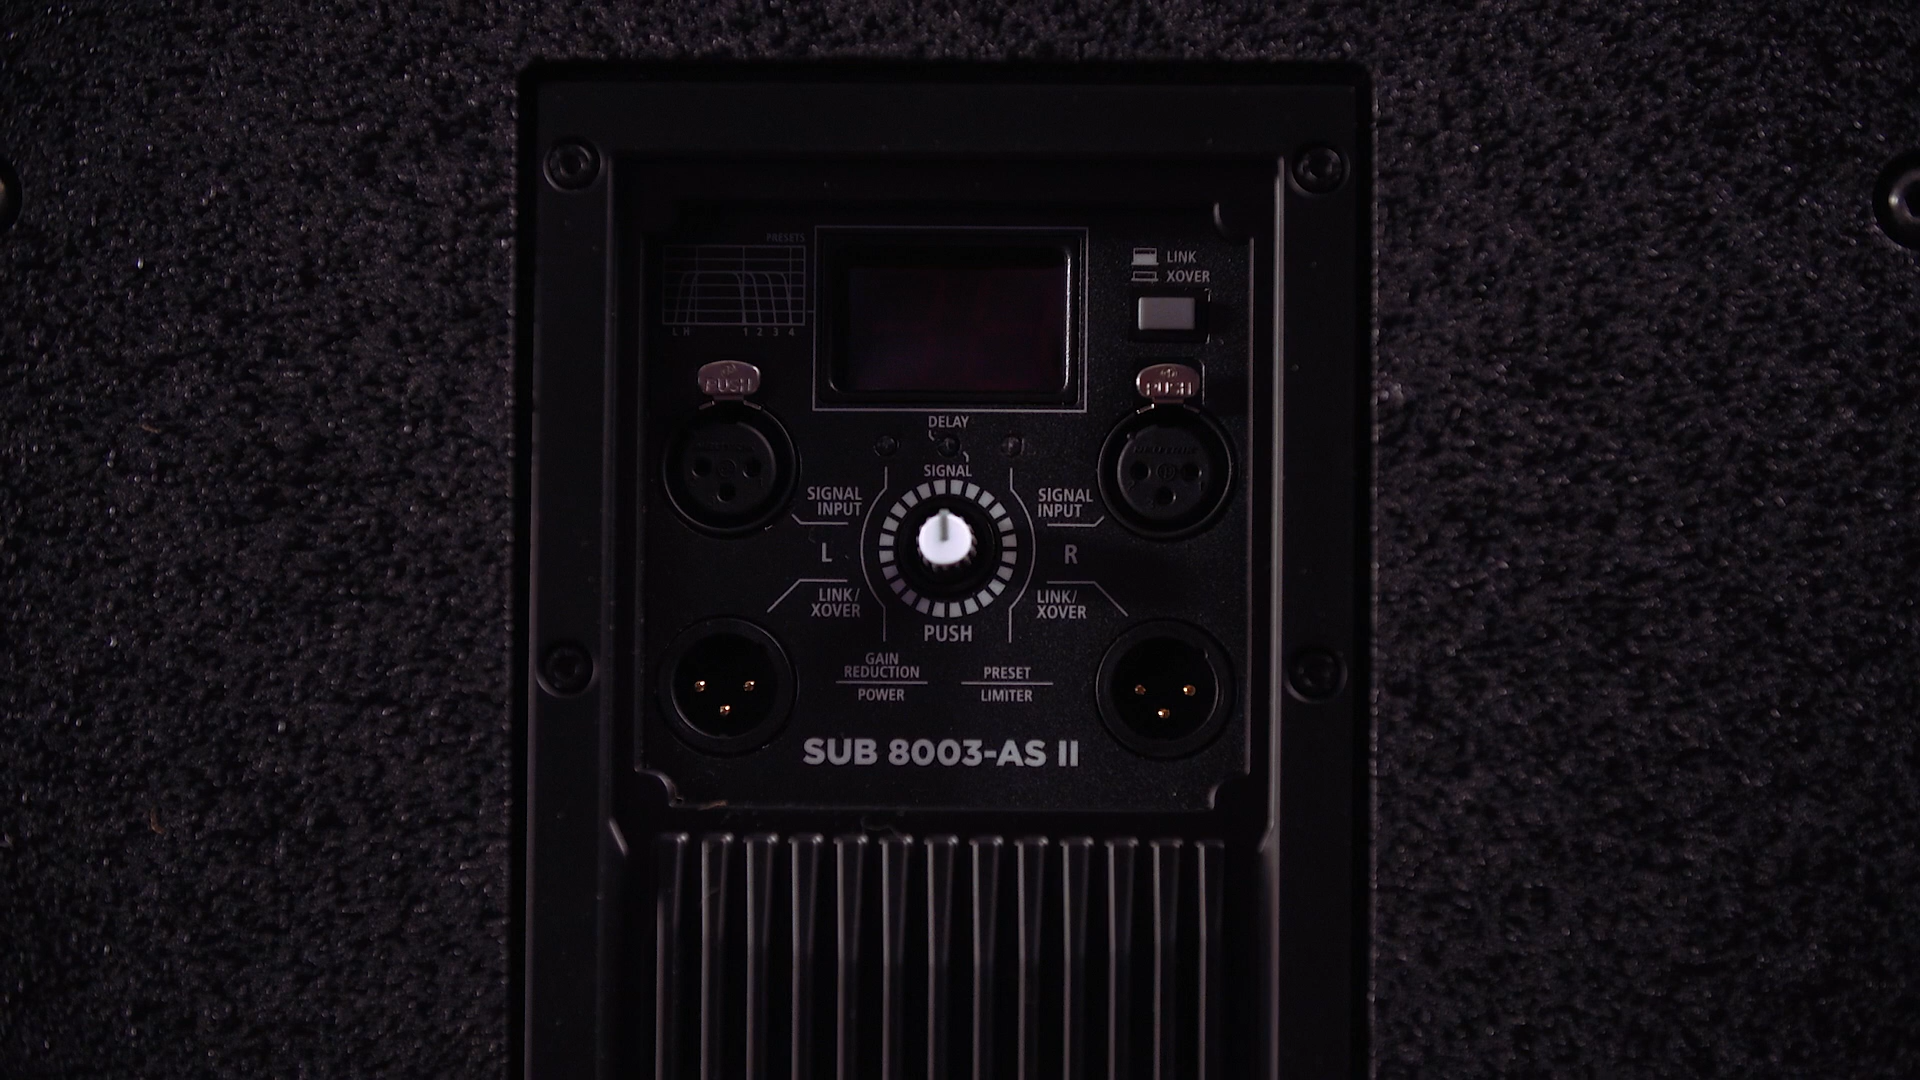 PRESETS
L H 1 2 3 4
LINK
XOVER
PUSH
PUSH
DELAY
SIGNAL
SIGNAL
INPUT
SIGNAL
INPUT
L
R
LINK/
XOVER
LINK/
XOVER
PUSH
GAIN
REDUCTION
POWER
PRESET
LIMITER
SUB 8003-AS II